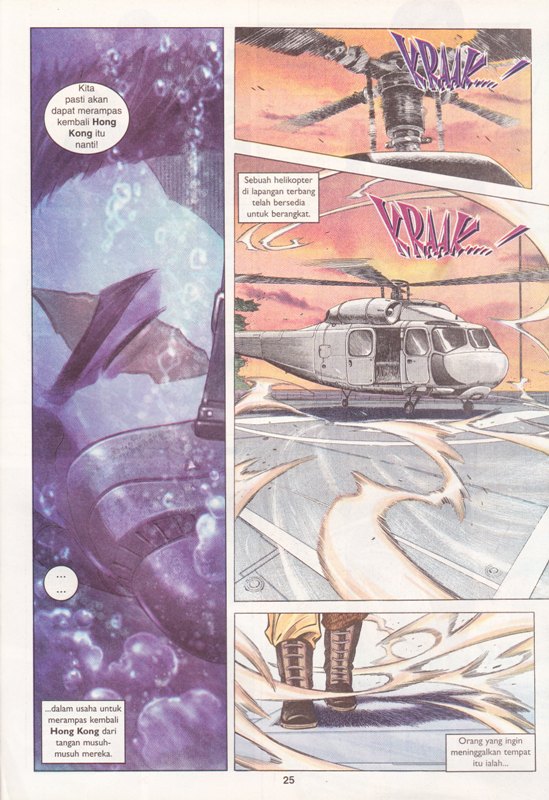 Kita
pasti akan
dapat merampas
kembali Hong
Kong itu
nanti!
...
...
...dalam usaha untuk
merampas kembali
Hong Kong dari
tangan musuh-
musuh mereka.
KRAAK.....!
Sebuah helikopter
di lapangan terbang
telah bersedia
untuk berangkat.
KRAAK.....!
Orang yang ingin
meninggalkan tempat
itu ialah...
25